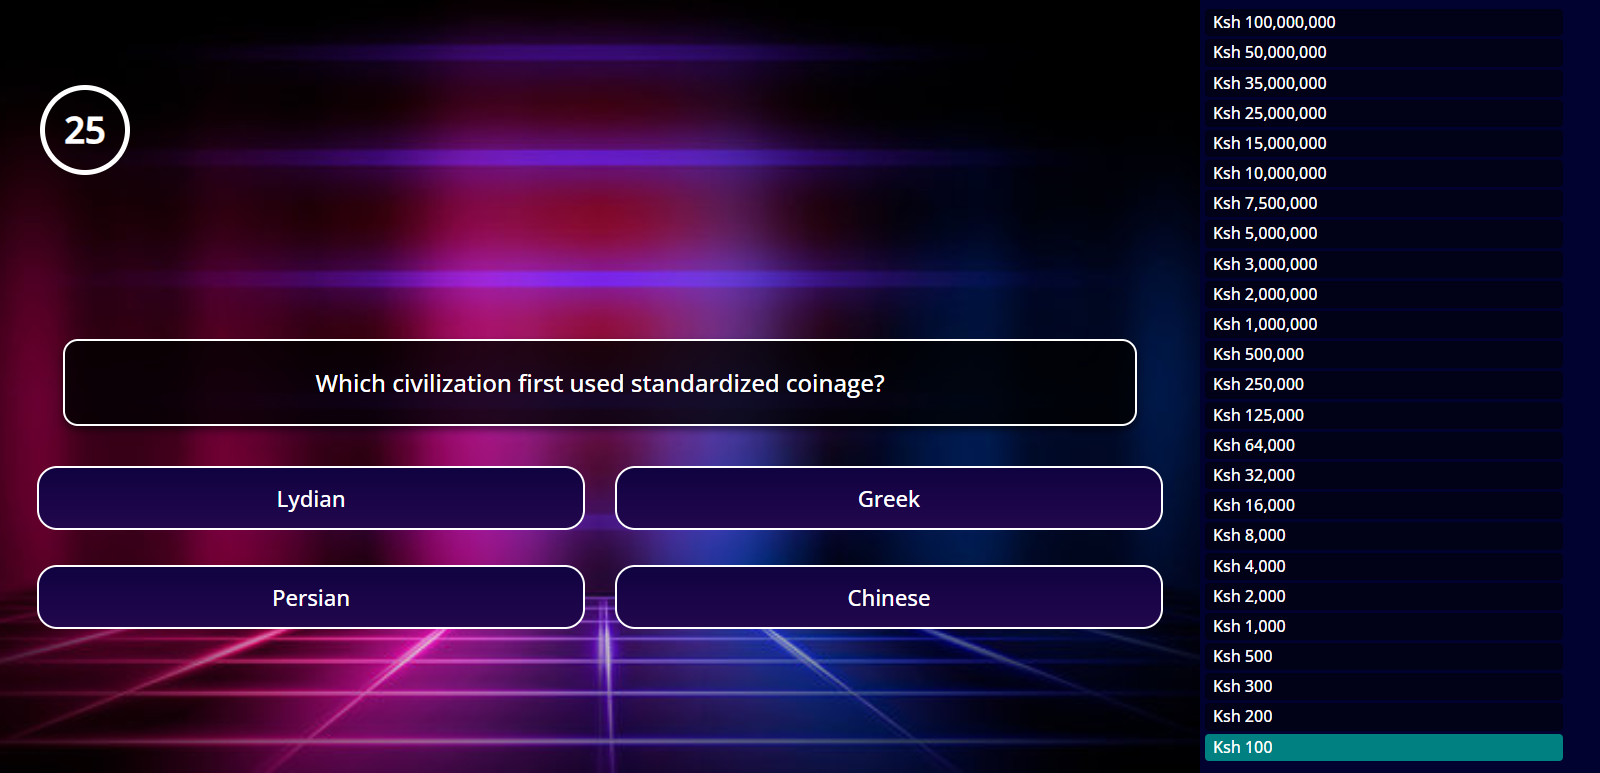 25
Which civilization first used standardized coinage?
Lydian
Greek
Persian
Chinese
Ksh 100,000,000
Ksh 50,000,000
Ksh 35,000,000
Ksh 25,000,000
Ksh 15,000,000
Ksh 10,000,000
Ksh 7,500,000
Ksh 5,000,000
Ksh 3,000,000
Ksh 2,000,000
Ksh 1,000,000
Ksh 500,000
Ksh 250,000
Ksh 125,000
Ksh 64,000
Ksh 32,000
Ksh 16,000
Ksh 8,000
Ksh 4,000
Ksh 2,000
Ksh 1,000
Ksh 500
Ksh 300
Ksh 200
Ksh 100